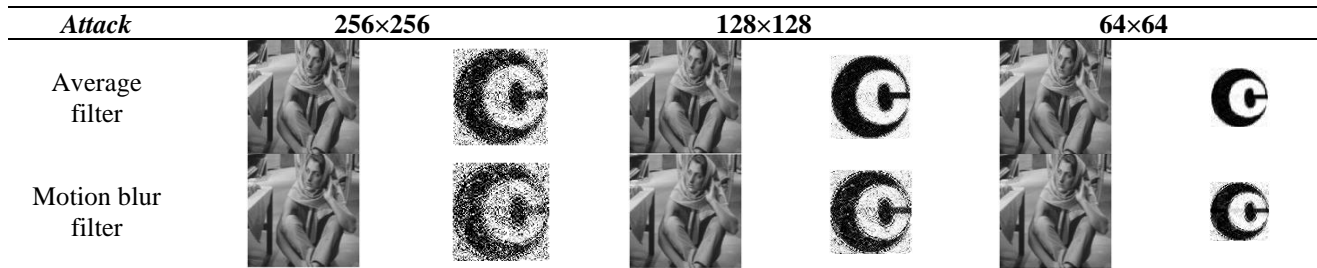 Attack 256×256 128×128 64×64
Average
filter
Motion blur
filter